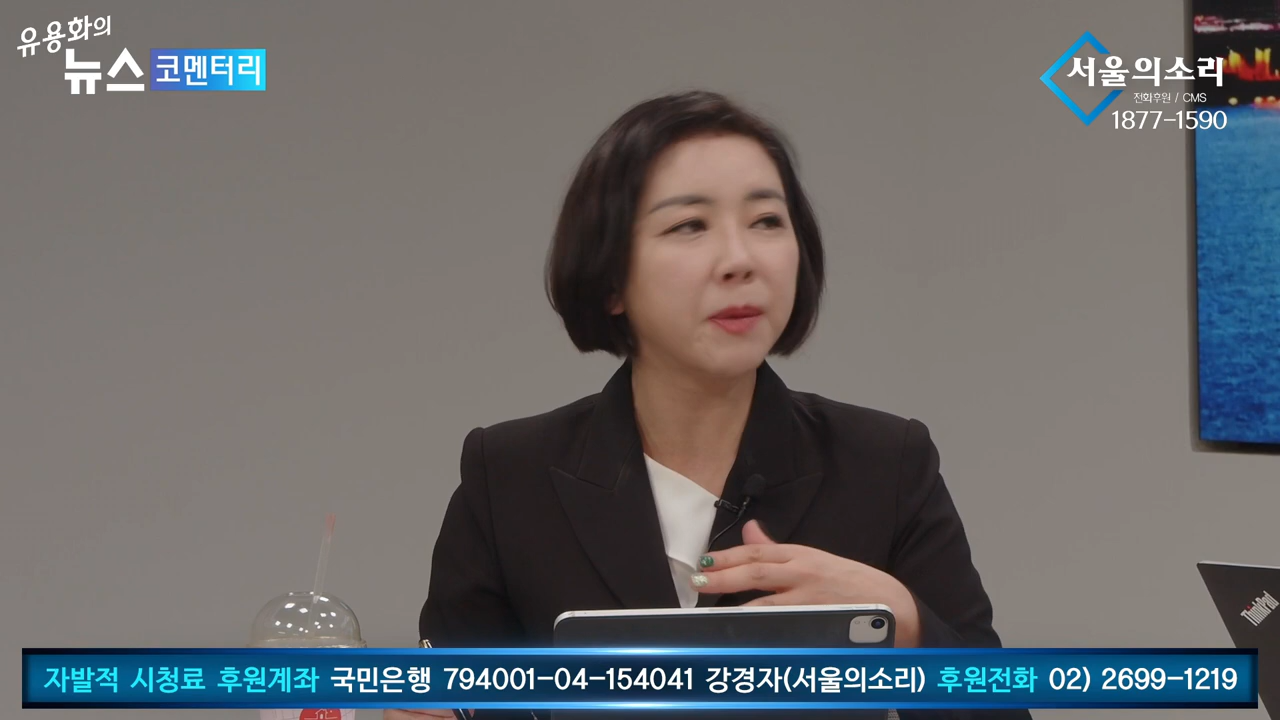 유용화의
뉴스 코멘터리
서울의소리
전화후원 / CMS
1877-1590
ThinkPad
자발적 시청료 후원계좌 국민은행 794001-04-154041 강경자(서울의소리) 후원전화 02) 2699-1219